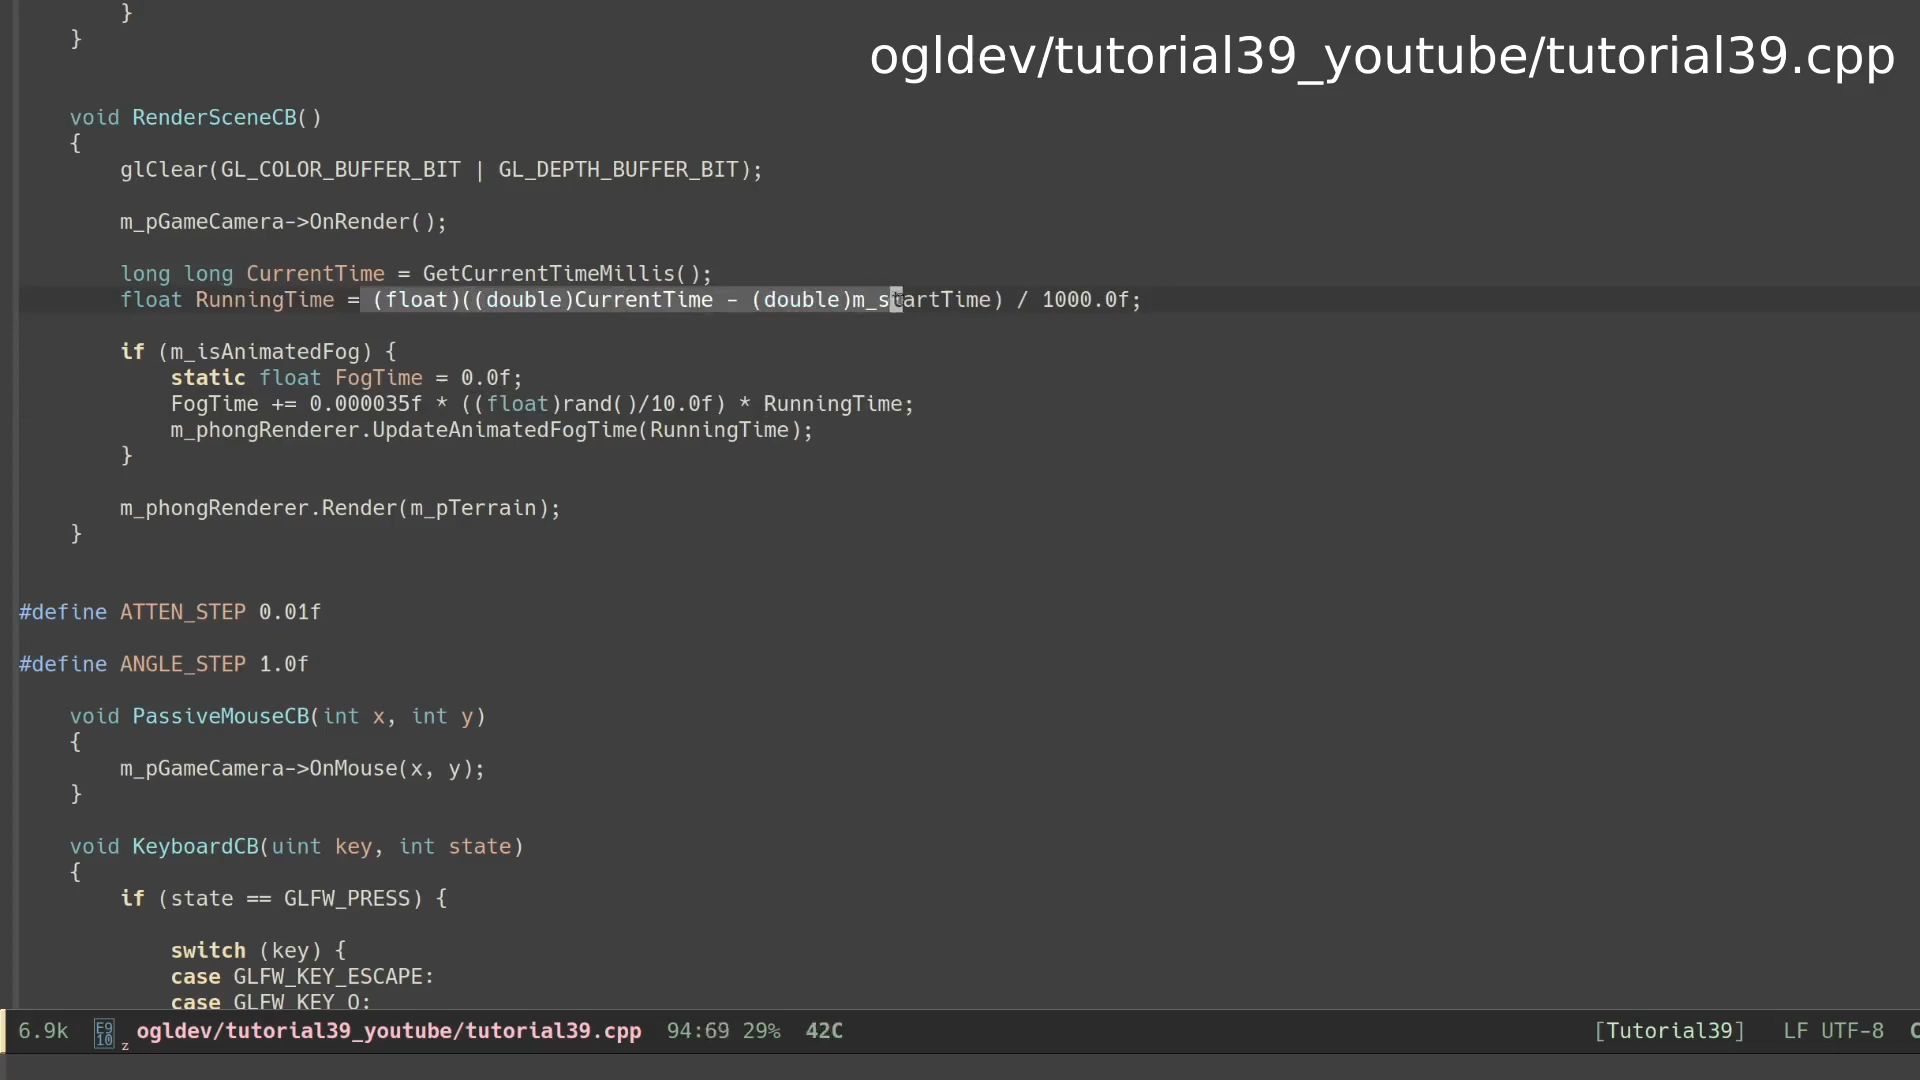 }
    }
ogldev/tutorial39_youtube/tutorial39.cpp
    void RenderSceneCB()
    {
        glClear(GL_COLOR_BUFFER_BIT | GL_DEPTH_BUFFER_BIT);
        m_pGameCamera->OnRender();
        long long CurrentTime = GetCurrentTimeMillis();
        float RunningTime = (float)((double)CurrentTime - (double)m_startTime) / 1000.0f;
        if (m_isAnimatedFog) {
            static float FogTime = 0.0f;
            FogTime += 0.000035f * ((float)rand()/10.0f) * RunningTime;
            m_phongRenderer.UpdateAnimatedFogTime(RunningTime);
        }
        m_phongRenderer.Render(m_pTerrain);
    }
#define ATTEN_STEP 0.01f
#define ANGLE_STEP 1.0f
    void PassiveMouseCB(int x, int y)
    {
        m_pGameCamera->OnMouse(x, y);
    }
    void KeyboardCB(uint key, int state)
    {
        if (state == GLFW_PRESS) {
            switch (key) {
            case GLFW_KEY_ESCAPE:
            case GLFW_KEY_Q:
6.9k E910 z ogldev/tutorial39_youtube/tutorial39.cpp 94:69 29% 42C [Tutorial39] LF UTF-8 C